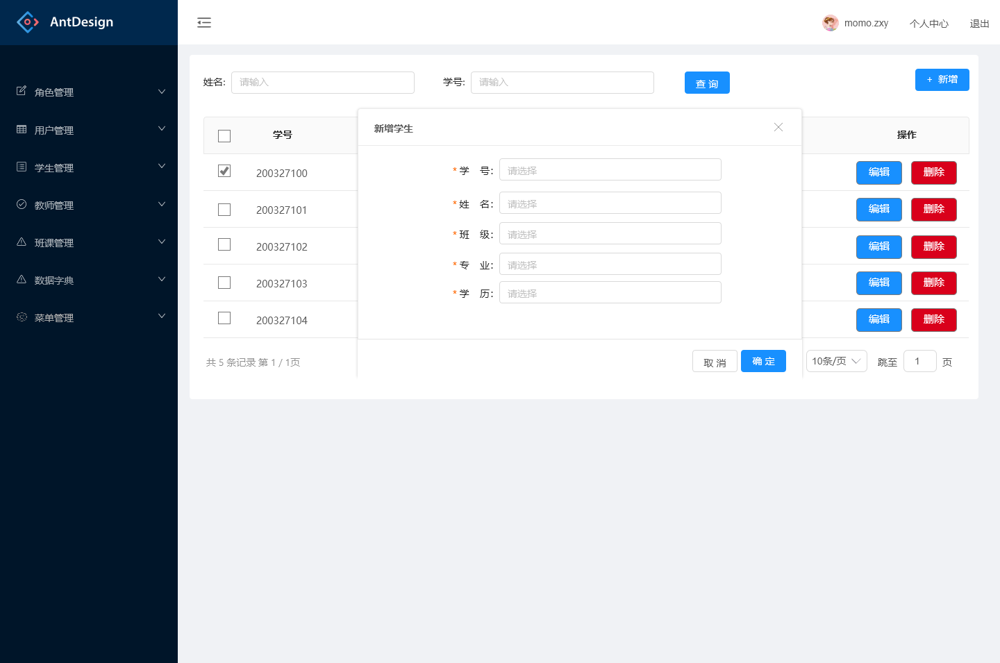 AntDesign
momo.zxy 个人中心 退出
角色管理
用户管理
学生管理
教师管理
班课管理
数据字典
菜单管理
姓名: 请输入 学号: 请输入 查 询 + 新增
学号 操作
200327100 编辑 删除
200327101 编辑 删除
200327102 编辑 删除
200327103 编辑 删除
200327104 编辑 删除
新增学生
*学 号: 请选择
*姓 名: 请选择
*班 级: 请选择
*专 业: 请选择
*学 历: 请选择
取 消 确 定
共 5 条记录 第 1 / 1页 10条/页 跳至 1 页